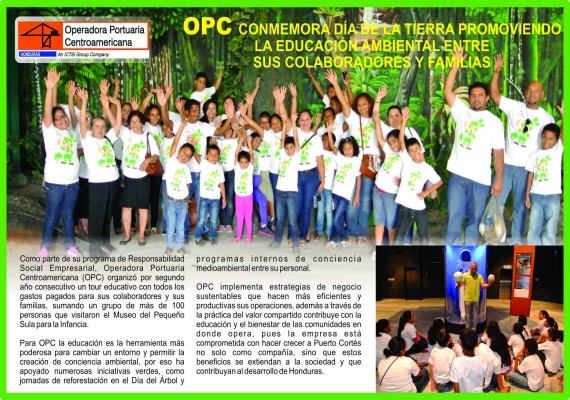 Operadora Portuaria
Centroamericana
HONDURAS
An ICTSI Group Company
OPC CONMEMORA DÍA DE LA TIERRA PROMOVIENDO
LA EDUCACIÓN AMBIENTAL ENTRE
SUS COLABORADORES Y FAMILIAS
Como parte de su programa de Responsabilidad
Social Empresarial, Operadora Portuaria
Centroamericana (OPC) organizó por segundo
año consecutivo un tour educativo con todos los
gastos pagados para sus colaboradores y sus
familias, sumando un grupo de más de 100
personas que visitaron el Museo del Pequeño
Sula para la Infancia.
Para OPC la educación es la herramienta más
poderosa para cambiar un entorno y permitir la
creación de conciencia ambiental, por eso ha
apoyado numerosas iniciativas verdes, como
jornadas de reforestación en el Día del Árbol y
programas internos de conciencia
medioambiental entre su personal.
OPC implementa estrategias de negocio
sustentables que hacen más eficientes y
productivas sus operaciones, además a través de
la práctica del valor compartido contribuye con la
educación y el bienestar de las comunidades en
donde opera, pues la empresa está
comprometida con hacer crecer a Puerto Cortés
no solo como compañía, sino que estos
beneficios se extiendan a la sociedad y que
contribuyan al desarrollo de Honduras.